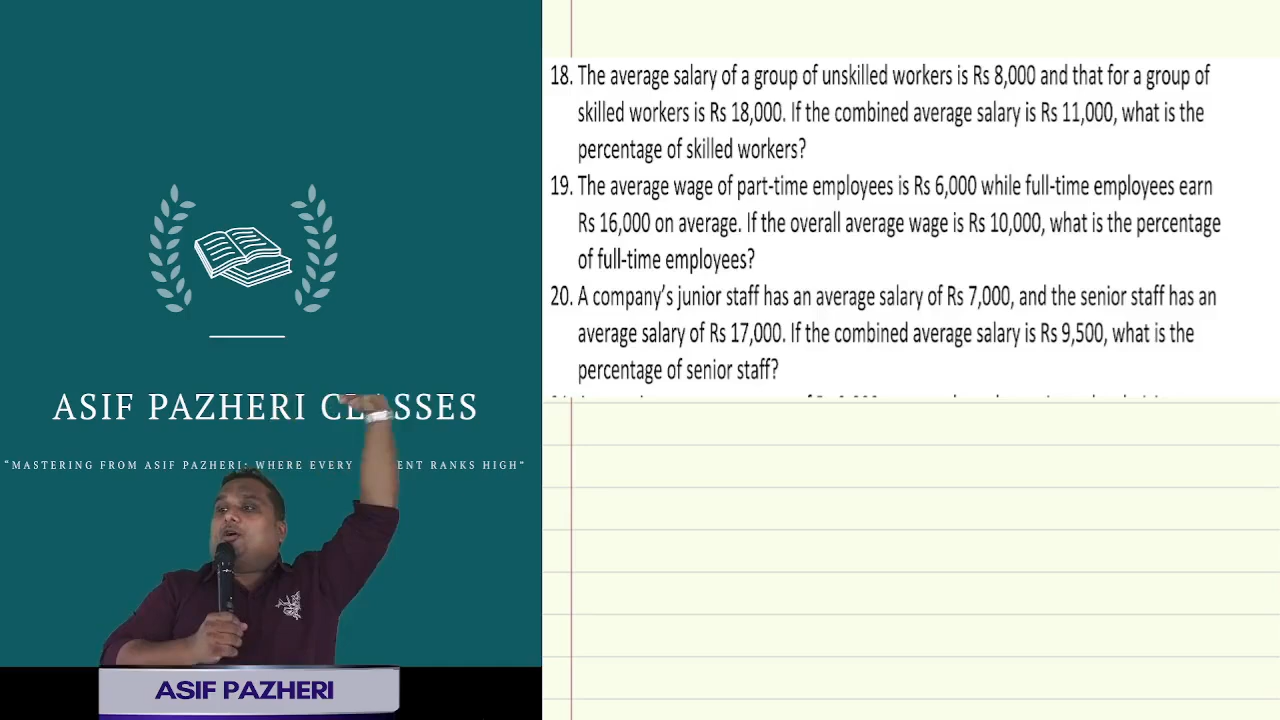 ASIF PAZHERI CLASSES
“MASTERING FROM ASIF PAZHERI: WHERE EVERY ENT RANKS HIGH”
ASIF PAZHERI
18. The average salary of a group of unskilled workers is Rs 8,000 and that for a group of
skilled workers is Rs 18,000. If the combined average salary is Rs 11,000, what is the
percentage of skilled workers?
19. The average wage of part-time employees is Rs 6,000 while full-time employees earn
Rs 16,000 on average. If the overall average wage is Rs 10,000, what is the percentage
of full-time employees?
20. A company’s junior staff has an average salary of Rs 7,000, and the senior staff has an
average salary of Rs 17,000. If the combined average salary is Rs 9,500, what is the
percentage of senior staff?